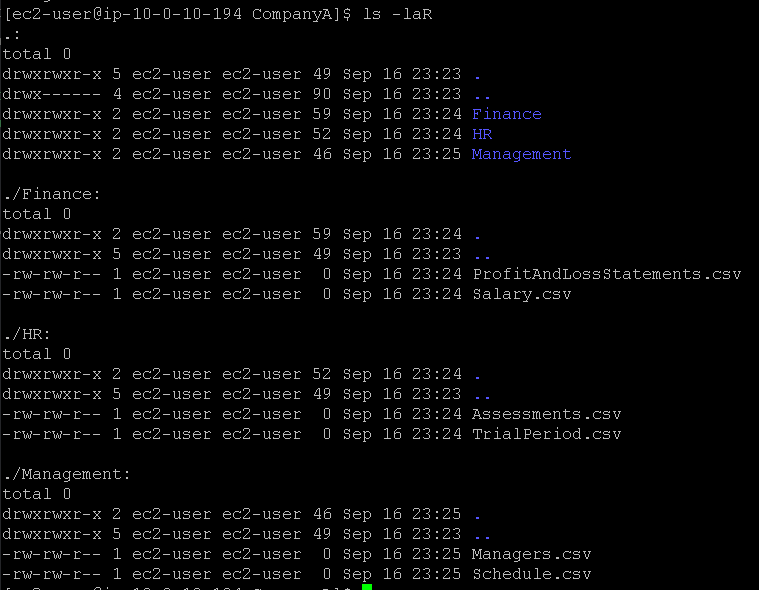 [ec2-user@ip-10-0-10-194 CompanyA]$ ls -laR
.:
total 0
drwxrwxr-x 5 ec2-user ec2-user 49 Sep 16 23:23 .
drwx------ 4 ec2-user ec2-user 90 Sep 16 23:23 ..
drwxrwxr-x 2 ec2-user ec2-user 59 Sep 16 23:24 Finance
drwxrwxr-x 2 ec2-user ec2-user 52 Sep 16 23:24 HR
drwxrwxr-x 2 ec2-user ec2-user 46 Sep 16 23:25 Management

./Finance:
total 0
drwxrwxr-x 2 ec2-user ec2-user 59 Sep 16 23:24 .
drwxrwxr-x 5 ec2-user ec2-user 49 Sep 16 23:23 ..
-rw-rw-r-- 1 ec2-user ec2-user  0 Sep 16 23:24 ProfitAndLossStatements.csv
-rw-rw-r-- 1 ec2-user ec2-user  0 Sep 16 23:24 Salary.csv

./HR:
total 0
drwxrwxr-x 2 ec2-user ec2-user 52 Sep 16 23:24 .
drwxrwxr-x 5 ec2-user ec2-user 49 Sep 16 23:23 ..
-rw-rw-r-- 1 ec2-user ec2-user  0 Sep 16 23:24 Assessments.csv
-rw-rw-r-- 1 ec2-user ec2-user  0 Sep 16 23:24 TrialPeriod.csv

./Management:
total 0
drwxrwxr-x 2 ec2-user ec2-user 46 Sep 16 23:25 .
drwxrwxr-x 5 ec2-user ec2-user 49 Sep 16 23:23 ..
-rw-rw-r-- 1 ec2-user ec2-user  0 Sep 16 23:25 Managers.csv
-rw-rw-r-- 1 ec2-user ec2-user  0 Sep 16 23:25 Schedule.csv